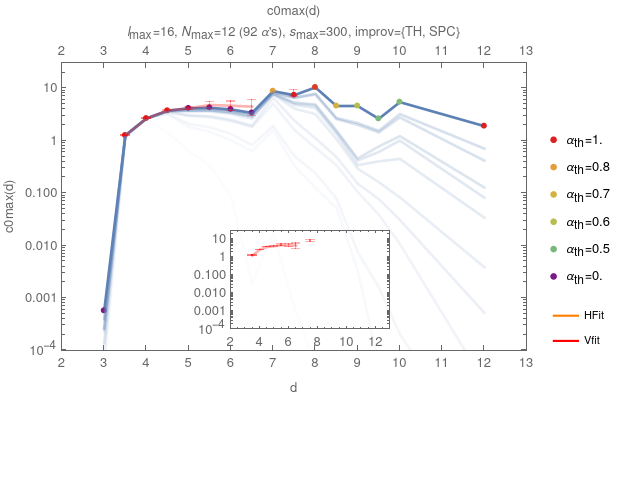 c0max(d)
lmax=16, Nmax=12 (92 α's), smax=300, improv={TH, SPC}
2 3 4 5 6 7 8 9 10 11 12 13
10
1
0.100
0.010
0.001
10−4
c0max(d)
10
1
0.100
0.010
0.001
10−4
2 4 6 8 10 12
2 3 4 5 6 7 8 9 10 11 12 13
d
αth=1.
αth=0.8
αth=0.7
αth=0.6
αth=0.5
αth=0.
HFit
Vfit